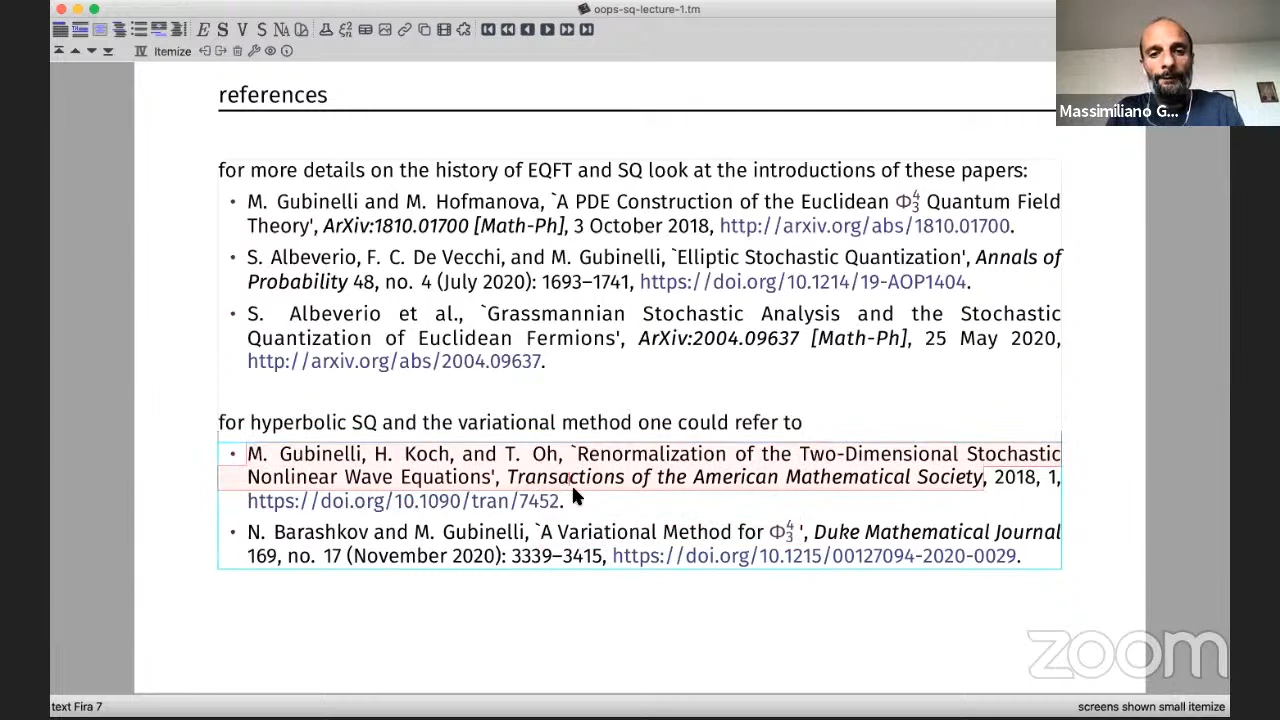 oops-sq-lecture-1.tm
Itemize
Massimiliano G...
references
for more details on the history of EQFT and SQ look at the introductions of these papers:
• M. Gubinelli and M. Hofmanova, `A PDE Construction of the Euclidean Φ⁴₃ Quantum Field
Theory', ArXiv:1810.01700 [Math-Ph], 3 October 2018, http://arxiv.org/abs/1810.01700.
• S. Albeverio, F. C. De Vecchi, and M. Gubinelli, `Elliptic Stochastic Quantization', Annals of
Probability 48, no. 4 (July 2020): 1693–1741, https://doi.org/10.1214/19-AOP1404.
• S. Albeverio et al., `Grassmannian Stochastic Analysis and the Stochastic
Quantization of Euclidean Fermions', ArXiv:2004.09637 [Math-Ph], 25 May 2020,
http://arxiv.org/abs/2004.09637.
for hyperbolic SQ and the variational method one could refer to
• M. Gubinelli, H. Koch, and T. Oh, `Renormalization of the Two-Dimensional Stochastic
Nonlinear Wave Equations', Transactions of the American Mathematical Society, 2018, 1,
https://doi.org/10.1090/tran/7452.
• N. Barashkov and M. Gubinelli, `A Variational Method for Φ⁴₃ ', Duke Mathematical Journal
169, no. 17 (November 2020): 3339–3415, https://doi.org/10.1215/00127094-2020-0029.
zoom
text Fira 7
screens shown small itemize